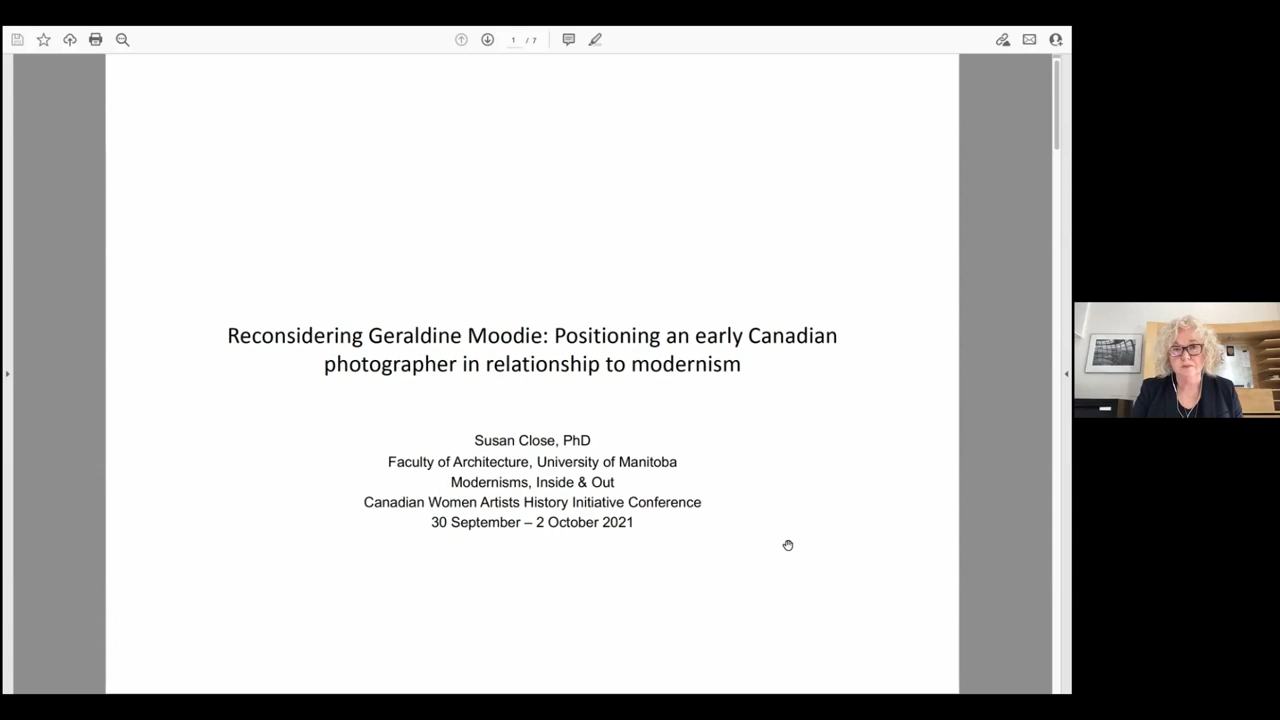 1 / 7
Reconsidering Geraldine Moodie: Positioning an early Canadian
photographer in relationship to modernism
Susan Close, PhD
Faculty of Architecture, University of Manitoba
Modernisms, Inside & Out
Canadian Women Artists History Initiative Conference
30 September – 2 October 2021